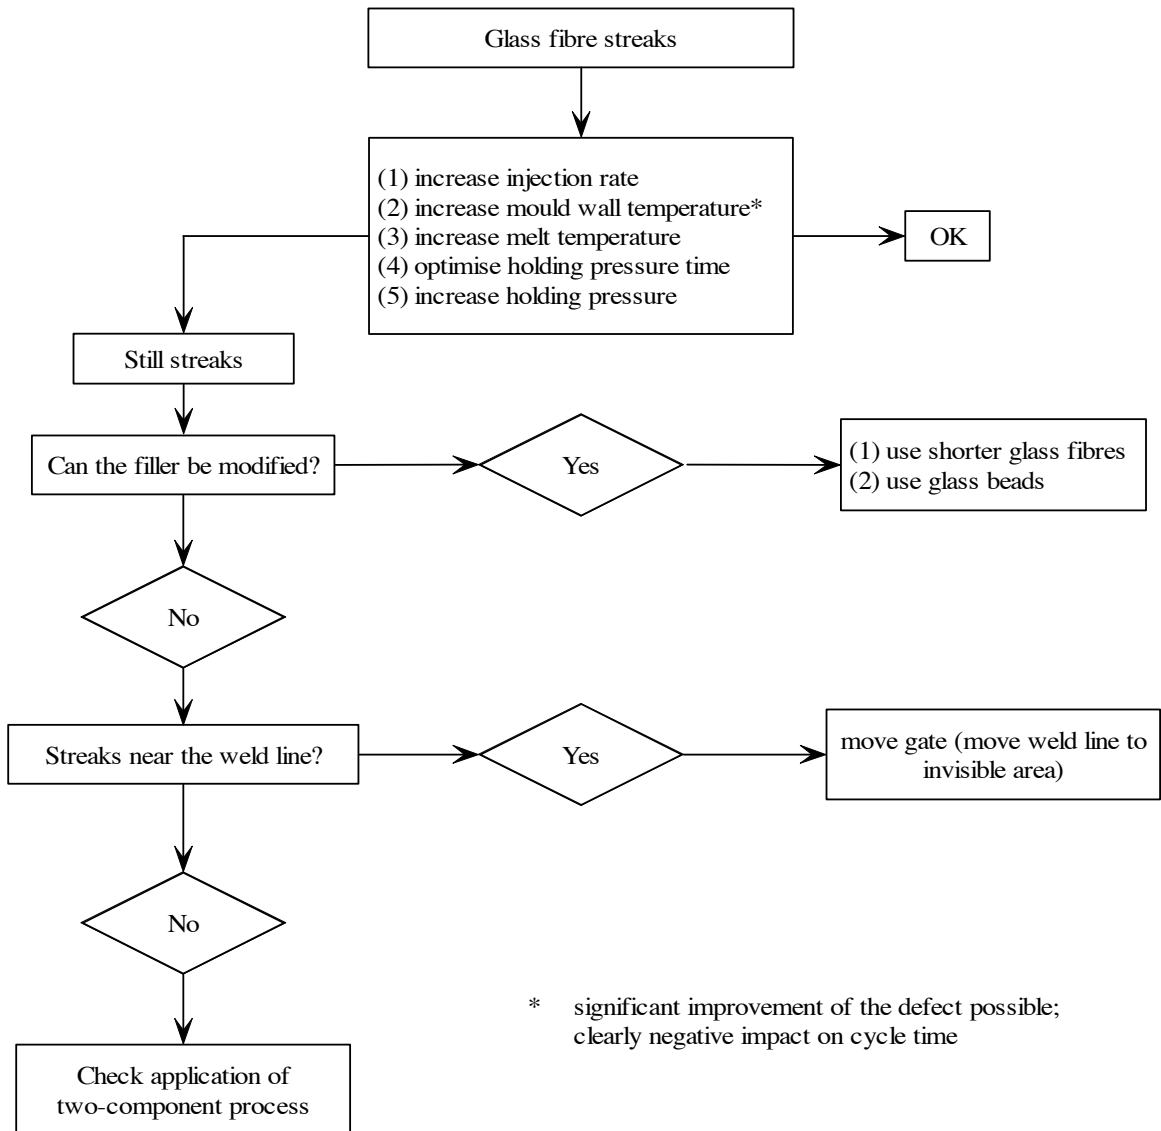 Glass fibre streaks
(1) increase injection rate
(2) increase mould wall temperature*
(3) increase melt temperature
(4) optimise holding pressure time
(5) increase holding pressure
OK
Still streaks
Can the filler be modified?
Yes
(1) use shorter glass fibres
(2) use glass beads
No
Streaks near the weld line?
Yes
move gate (move weld line to
invisible area)
No
* significant improvement of the defect possible;
clearly negative impact on cycle time
Check application of
two-component process